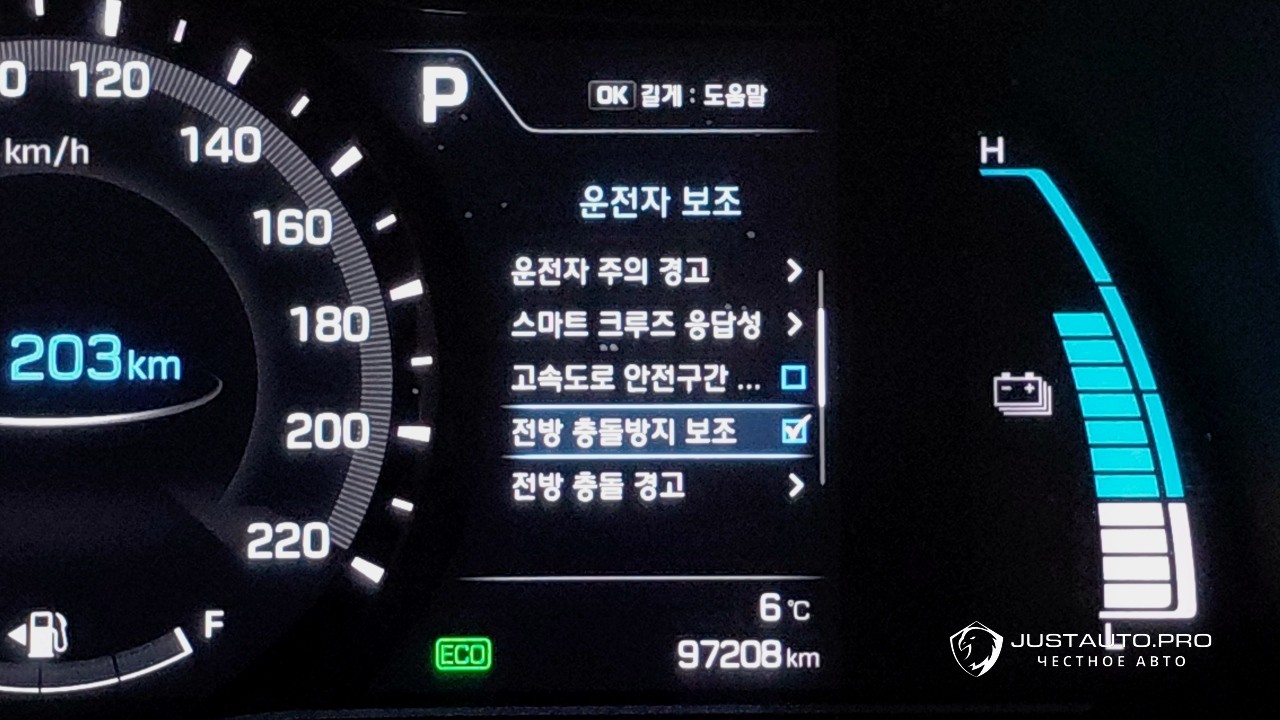 0
120
km/h
140
160
180
203km
200
220
F
P
OK 길게 : 도움말
운전자 보조
운전자 주의 경고
스마트 크루즈 응답성
고속도로 안전구간 ...
전방 충돌방지 보조
전방 충돌 경고
6℃
ECO
97208km
H
L
JUSTAUTO.PRO
ЧЕСТНОЕ АВТО